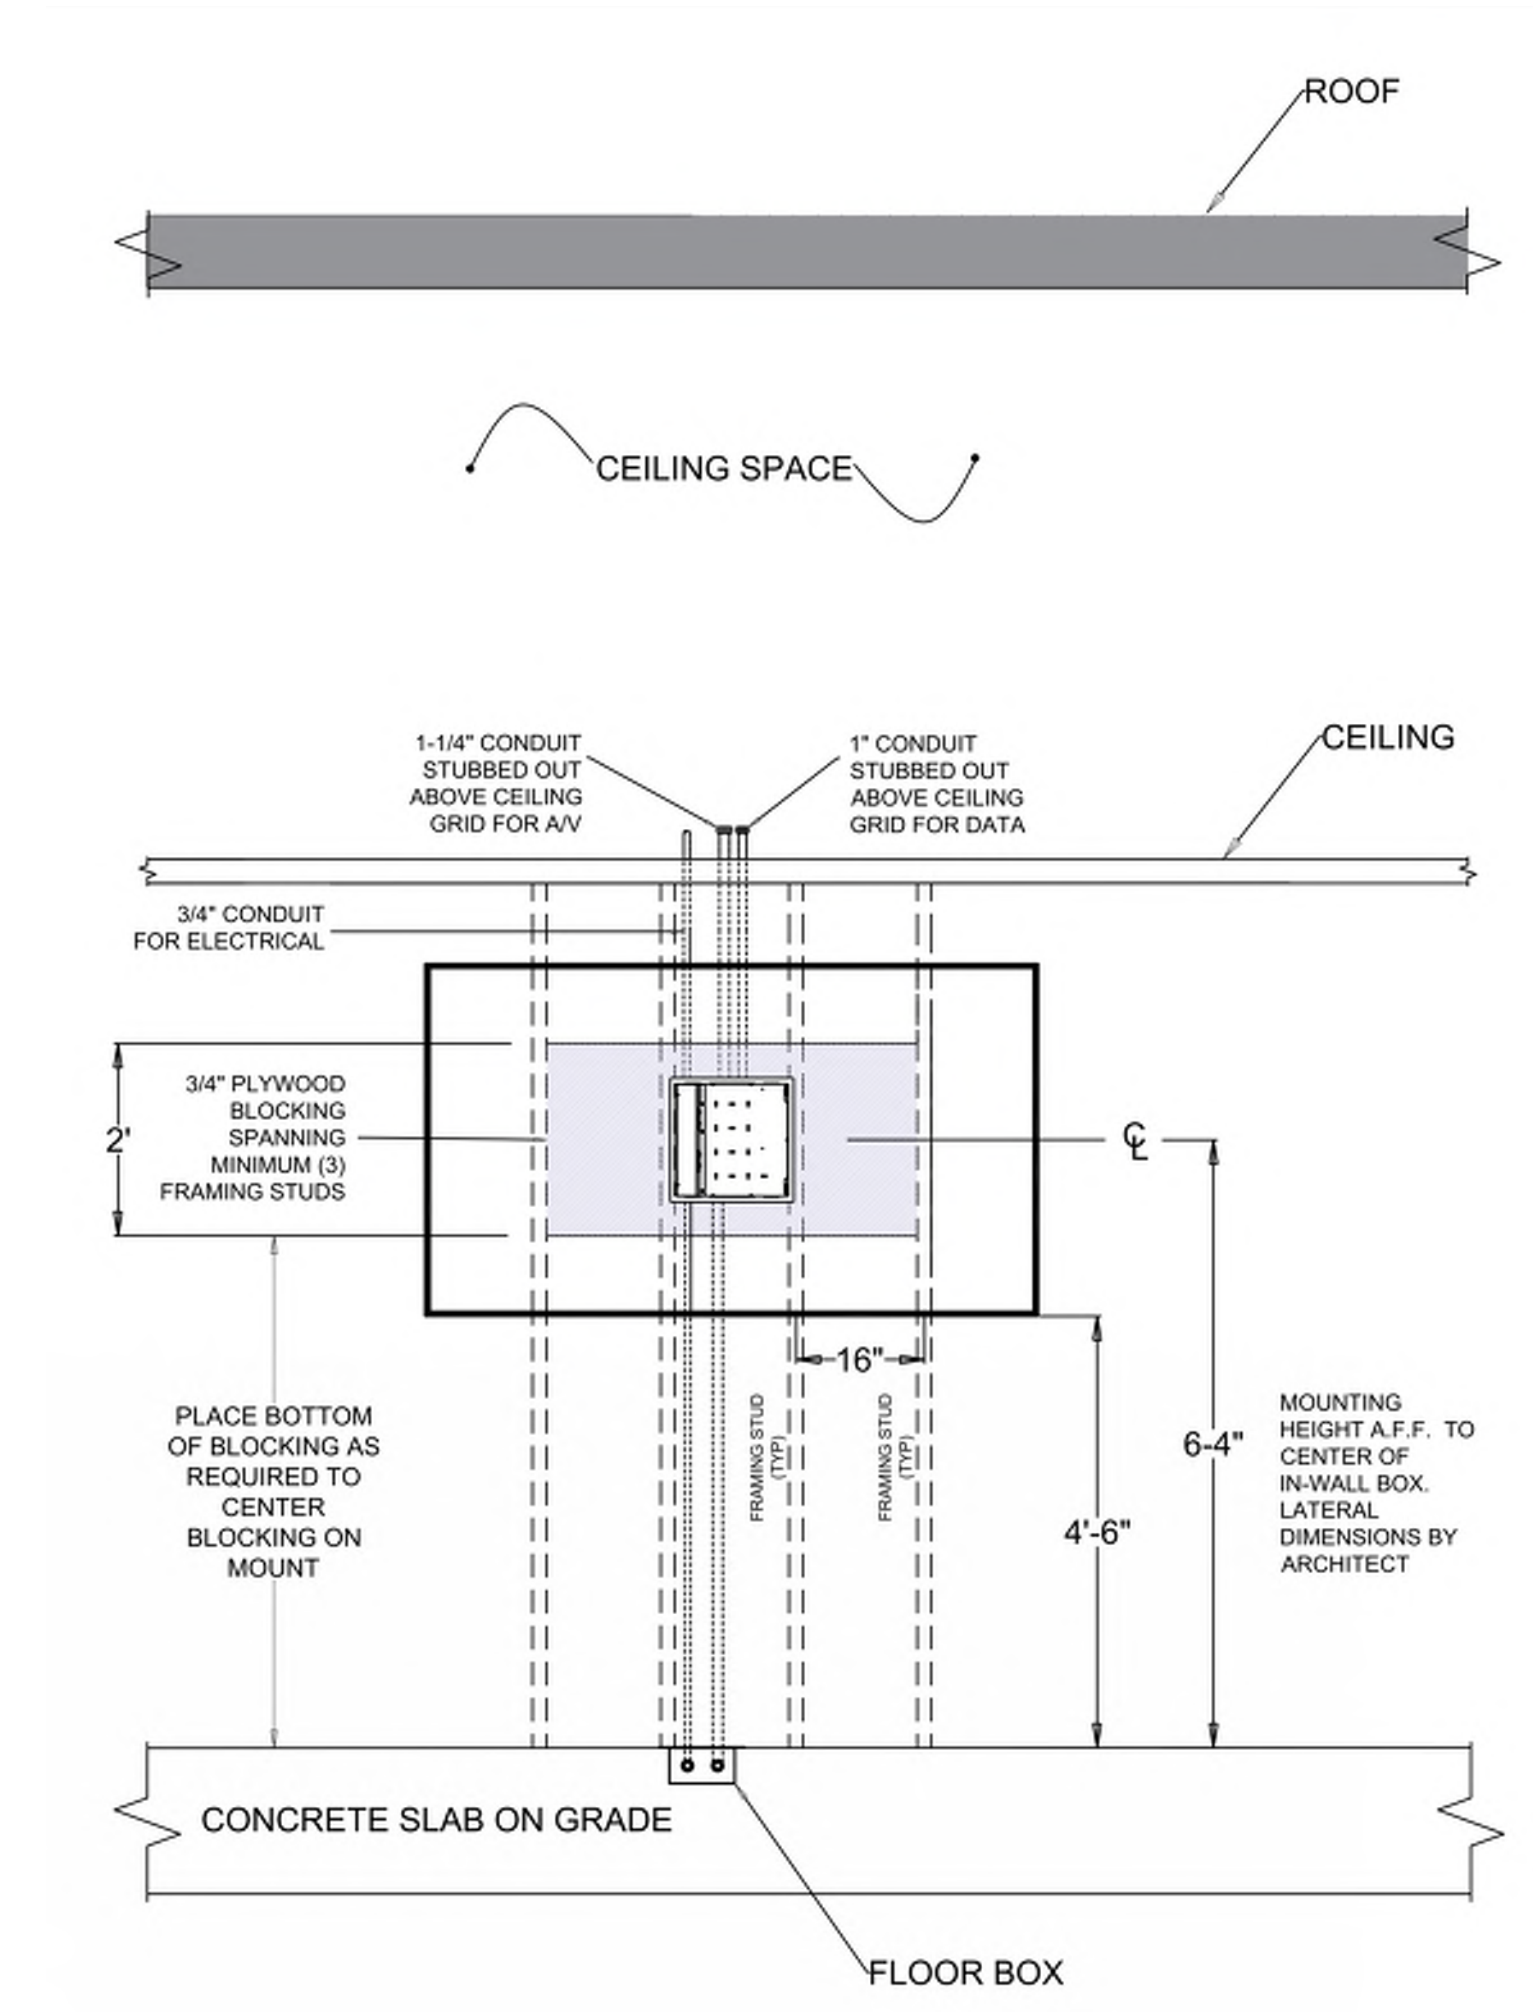 ROOF
CEILING SPACE
1-1/4" CONDUIT
STUBBED OUT
ABOVE CEILING
GRID FOR A/V
1" CONDUIT
STUBBED OUT
ABOVE CEILING
GRID FOR DATA
CEILING
3/4" CONDUIT
FOR ELECTRICAL
2'
3/4" PLYWOOD
BLOCKING
SPANNING
MINIMUM (3)
FRAMING STUDS
℄
16"
PLACE BOTTOM
OF BLOCKING AS
REQUIRED TO
CENTER
BLOCKING ON
MOUNT
FRAMING STUD
(TYP)
FRAMING STUD
(TYP)
4'-6"
6-4"
MOUNTING
HEIGHT A.F.F. TO
CENTER OF
IN-WALL BOX.
LATERAL
DIMENSIONS BY
ARCHITECT
CONCRETE SLAB ON GRADE
FLOOR BOX